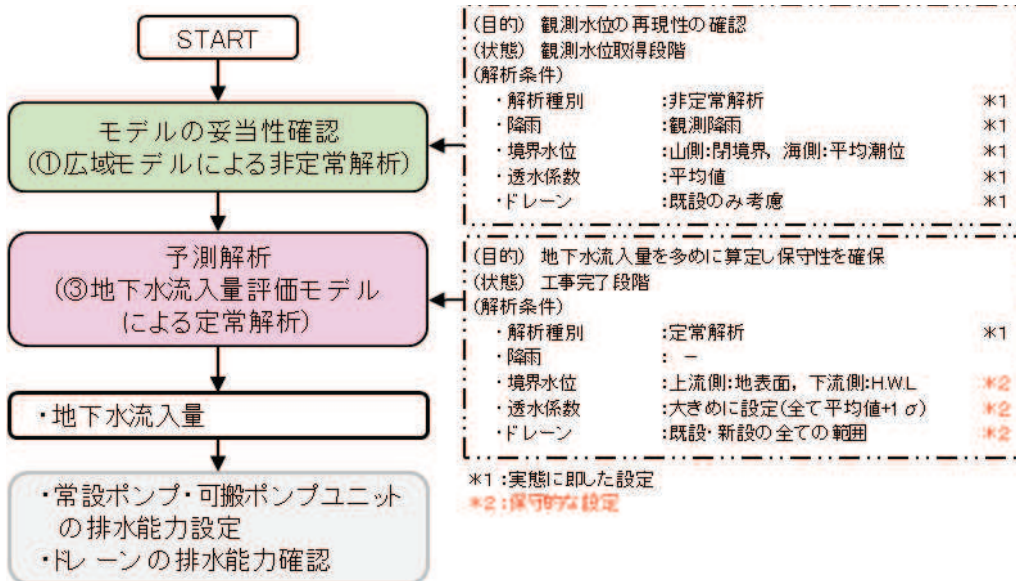 START
モデルの妥当性確認
(①広域モデルによる非定常解析)
予測解析
(③地下水流入量評価モデル
による定常解析)
・地下水流入量
・常設ポンプ・可搬ポンプユニット
の排水能力設定
・ドレーンの排水能力確認
(目的) 観測水位の再現性の確認
(状態) 観測水位取得段階
(解析条件)
・解析種別 :非定常解析 *1
・降雨 :観測降雨 *1
・境界水位 :山側:閉境界, 海側:平均潮位 *1
・透水係数 :平均値 *1
・ドレーン :既設のみ考慮 *1
(目的) 地下水流入量を多めに算定し保守性を確保
(状態) 工事完了段階
(解析条件)
・解析種別 :定常解析 *1
・降雨 : −
・境界水位 :上流側:地表面, 下流側:H.W.L *2
・透水係数 :大きめに設定(全て平均値+1σ) *2
・ドレーン :既設・新設の全ての範囲 *2
*1:実態に即した設定
*2:保守的な設定